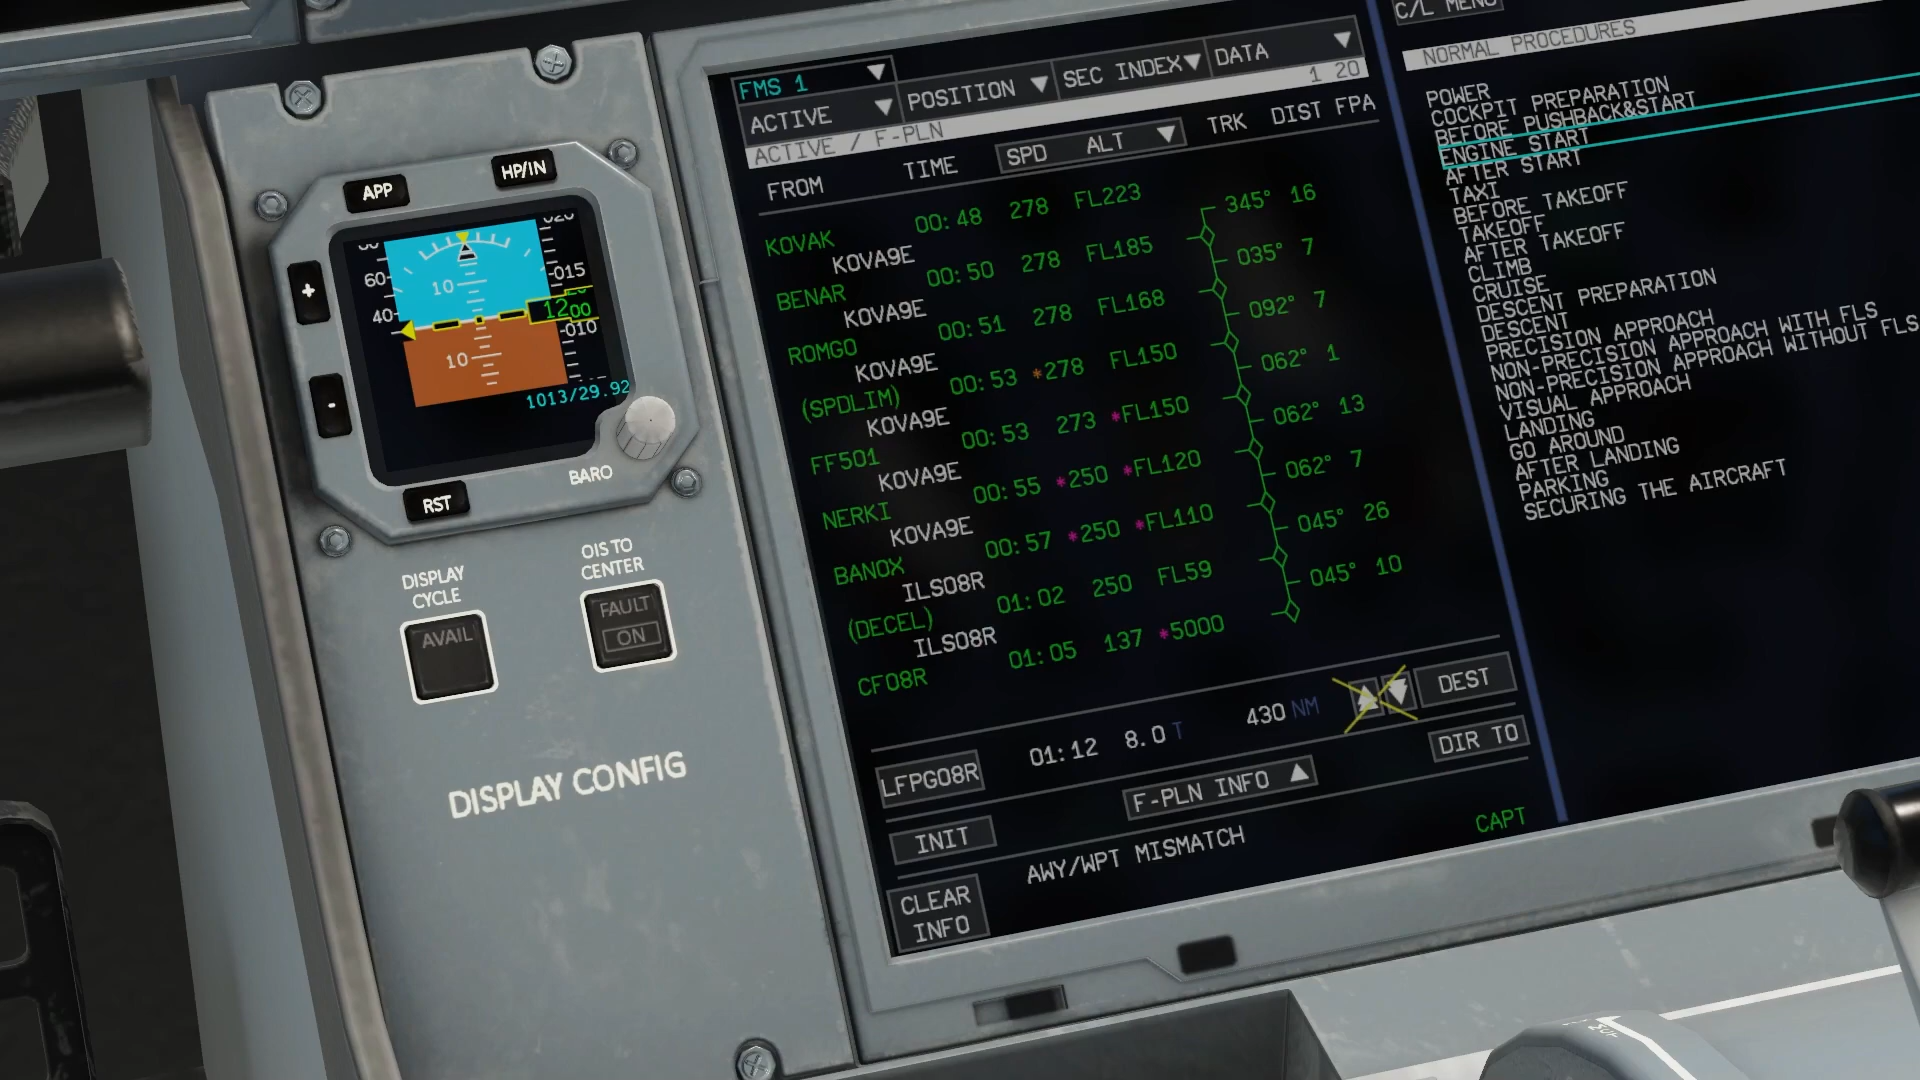 FMS 1
ACTIVE
POSITION
SEC INDEX
DATA
ACTIVE / F-PLN
1 20
FROM TIME SPD ALT TRK DIST FPA
KOVAK 00:48 278 FL223
345° 16
KOVA9E
BENAR 00:50 278 FL185
035° 7
KOVA9E
ROMGO 00:51 278 FL168
092° 7
KOVA9E
(SPDLIM) 00:53 *278 FL150
062° 1
KOVA9E
FF501 00:53 273 *FL150
062° 13
KOVA9E
NERKI 00:55 *250 *FL120
062° 7
KOVA9E
BANOX 00:57 *250 *FL110
045° 26
ILS08R
(DECEL) 01:02 250 FL59
045° 10
ILS08R
CF08R 01:05 137 *5000
LFPG08R 01:12 8.0 T 430 NM
DEST
DIR TO
INIT
F-PLN INFO
CLEAR
INFO
AWY/WPT MISMATCH
CAPT
C/L MENU
NORMAL PROCEDURES
POWER
COCKPIT PREPARATION
BEFORE PUSHBACK&START
ENGINE START
AFTER START
TAXI
BEFORE TAKEOFF
TAKEOFF
AFTER TAKEOFF
CLIMB
CRUISE
DESCENT PREPARATION
DESCENT
PRECISION APPROACH
NON-PRECISION APPROACH WITH FLS
NON-PRECISION APPROACH WITHOUT FLS
VISUAL APPROACH
LANDING
GO AROUND
AFTER LANDING
PARKING
SECURING THE AIRCRAFT
APP
HP/IN
+
-
60
40
10
10
020
015
1200
010
1013/29.92
BARO
RST
DISPLAY
CYCLE
AVAIL
OIS TO
CENTER
FAULT
ON
DISPLAY CONFIG